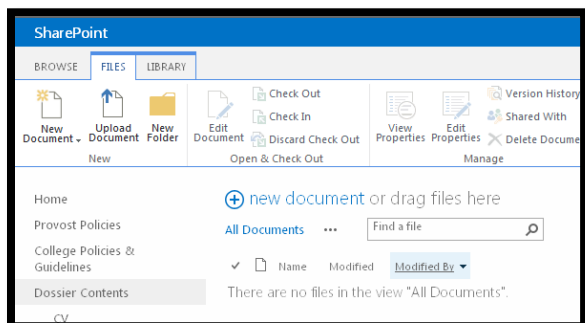 SharePoint
BROWSE FILES LIBRARY
New Document
Upload Document
New Folder
New
Edit Document
Check Out
Check In
Discard Check Out
Open & Check Out
View Properties
Edit Properties
Version History
Shared With
Delete Docume
Manage
Home
Provost Policies
College Policies &
Guidelines
Dossier Contents
CV
new document or drag files here
All Documents ...
Find a file
Name Modified Modified By
There are no files in the view "All Documents".